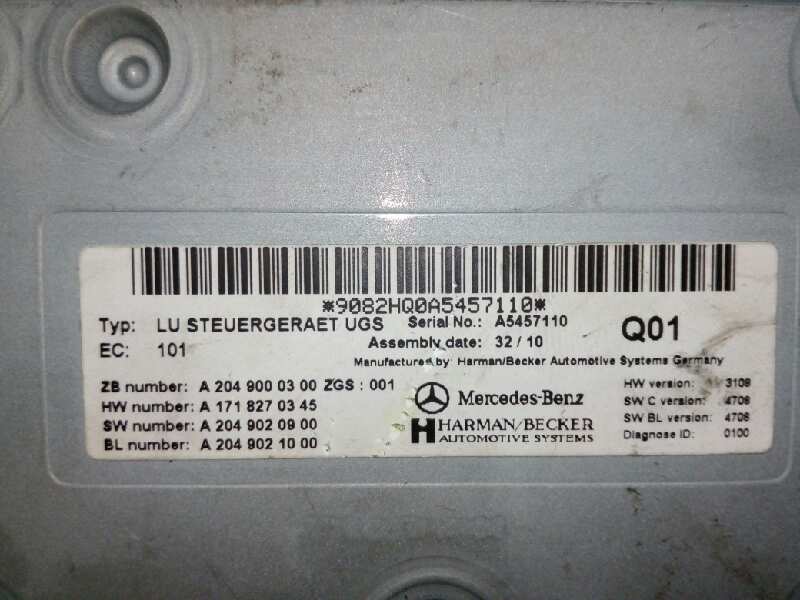 *9082HQ0A5457110*
Typ: LU STEUERGERAET UGS Serial No.: A5457110 Q01
EC: 101 Assembly date: 32/10
Manufactured by: Harman/Becker Automotive Systems Germany
ZB number: A 204 900 03 00 ZGS: 001
HW number: A 171 827 03 45
SW number: A 204 902 09 00
BL number: A 204 902 10 00
Mercedes-Benz
HARMAN/BECKER
AUTOMOTIVE SYSTEMS
HW version: 3108
SW C version: 4708
SW BL version: 4708
Diagnose ID: 0100